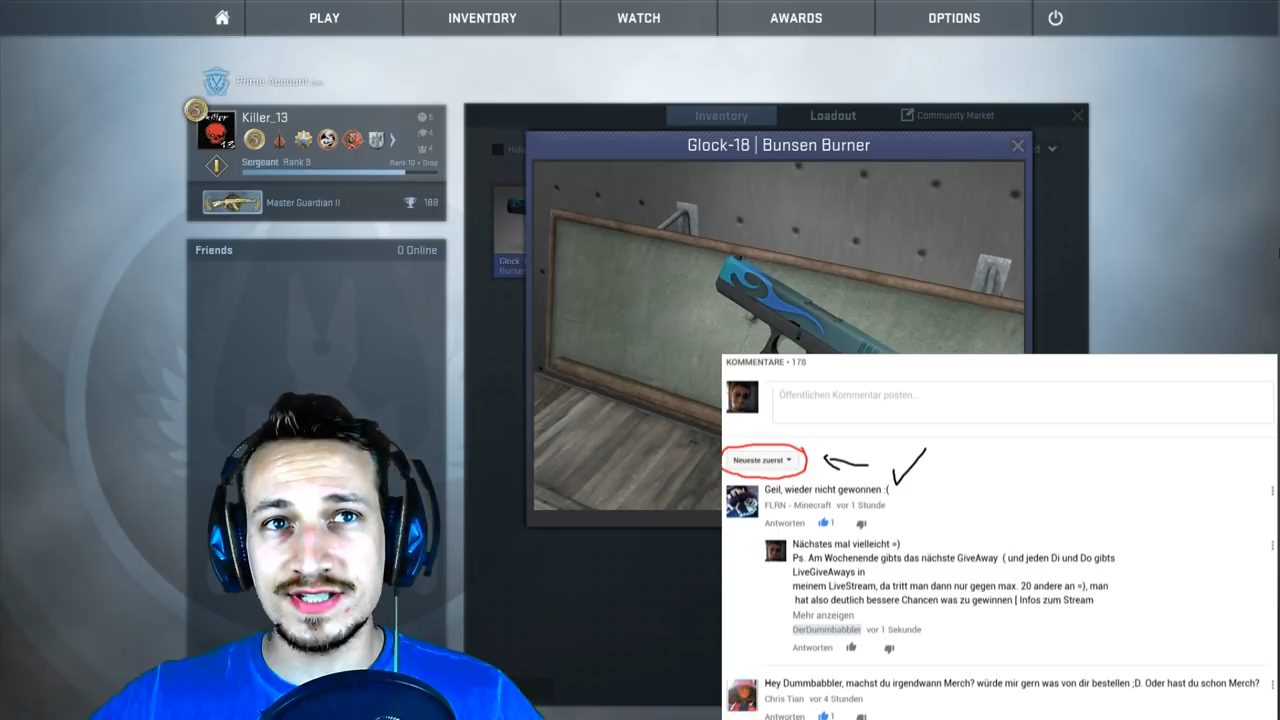 PLAY
INVENTORY
WATCH
AWARDS
OPTIONS
Prime Account
Killer_13
5
4
4
Sergeant Rank 9
Rank 10 + Drop
Master Guardian II
188
Friends
0 Online
Inventory
Loadout
Community Market
Glock-18 | Bunsen Burner
KOMMENTARE • 178
Öffentlichen Kommentar posten..
Neueste zuerst
Geil, wieder nicht gewonnen :(
FLRN - Minecraft vor 1 Stunde
Antworten 1
Nächstes mal vielleicht =)
Ps. Am Wochenende gibts das nächste GiveAway ( und jeden Di und Do gibts
LiveGiveAways in
meinem LiveStream, da tritt man dann nur gegen max. 20 andere an =), man
hat also deutlich bessere Chancen was zu gewinnen [ Infos zum Stream
Mehr anzeigen
DerDummbabbler vor 1 Sekunde
Antworten
Hey Dummbabbler, machst du irgendwann Merch? würde mir gern was von dir bestellen ;D. Oder hast du schon Merch?
Chris Tian vor 4 Stunden
Antworten 1